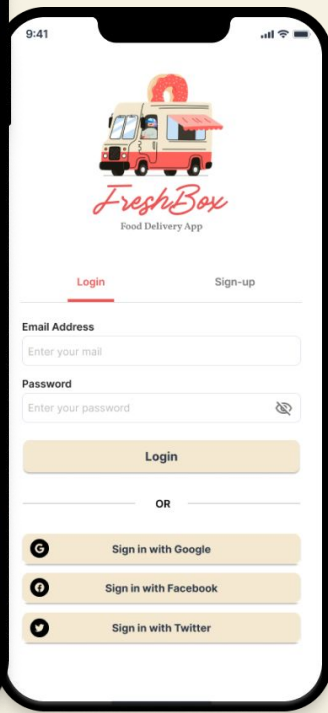 9:41
FreshBox
Food Delivery App
Login Sign-up
Email Address
Enter your mail
Password
Enter your password
Login
OR
Sign in with Google
Sign in with Facebook
Sign in with Twitter